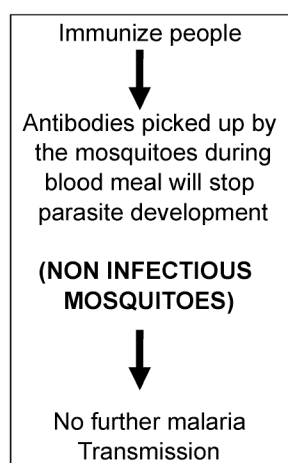 Immunize people
Antibodies picked up by
the mosquitoes during
blood meal will stop
parasite development
(NON INFECTIOUS
MOSQUITOES)
No further malaria
Transmission